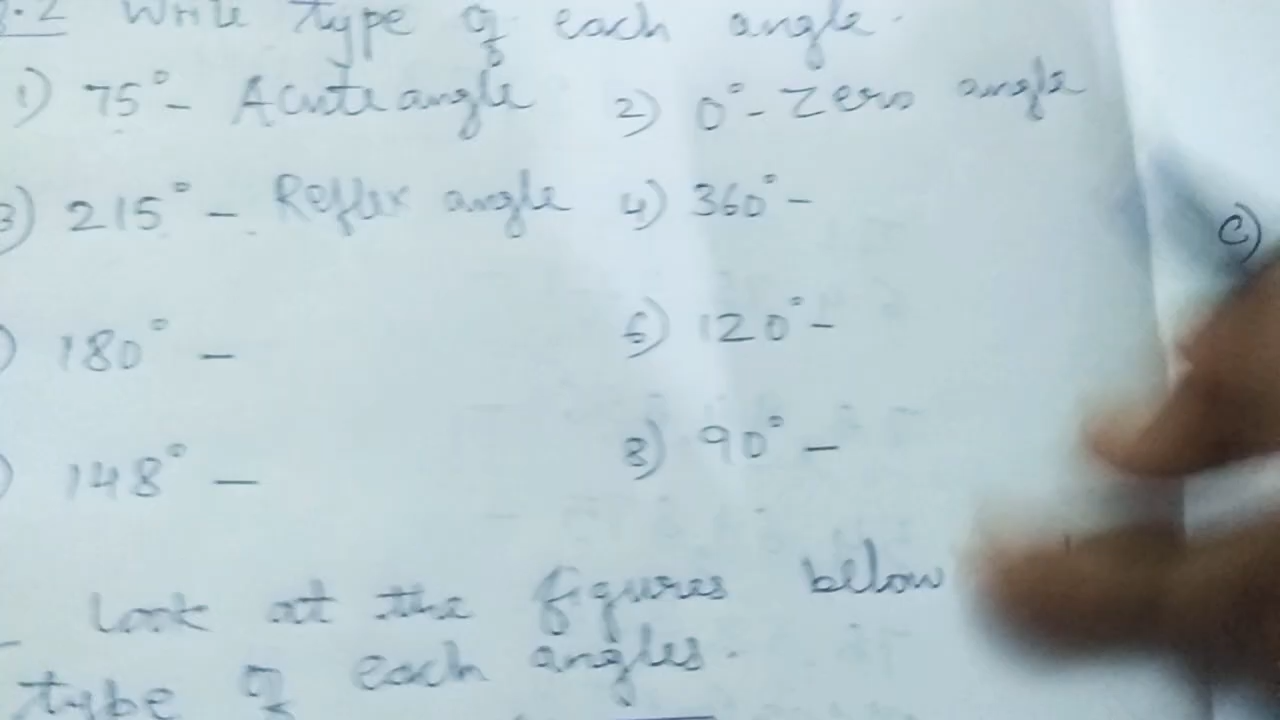 .2 Write type of each angle.
1) 75° - Acute angle 2) 0° - Zero angle
3) 215° - Reflex angle 4) 360° -
c)
) 180° - 6) 120° -
) 148° - 8) 90° -
Look at the figures below
type of each angles.